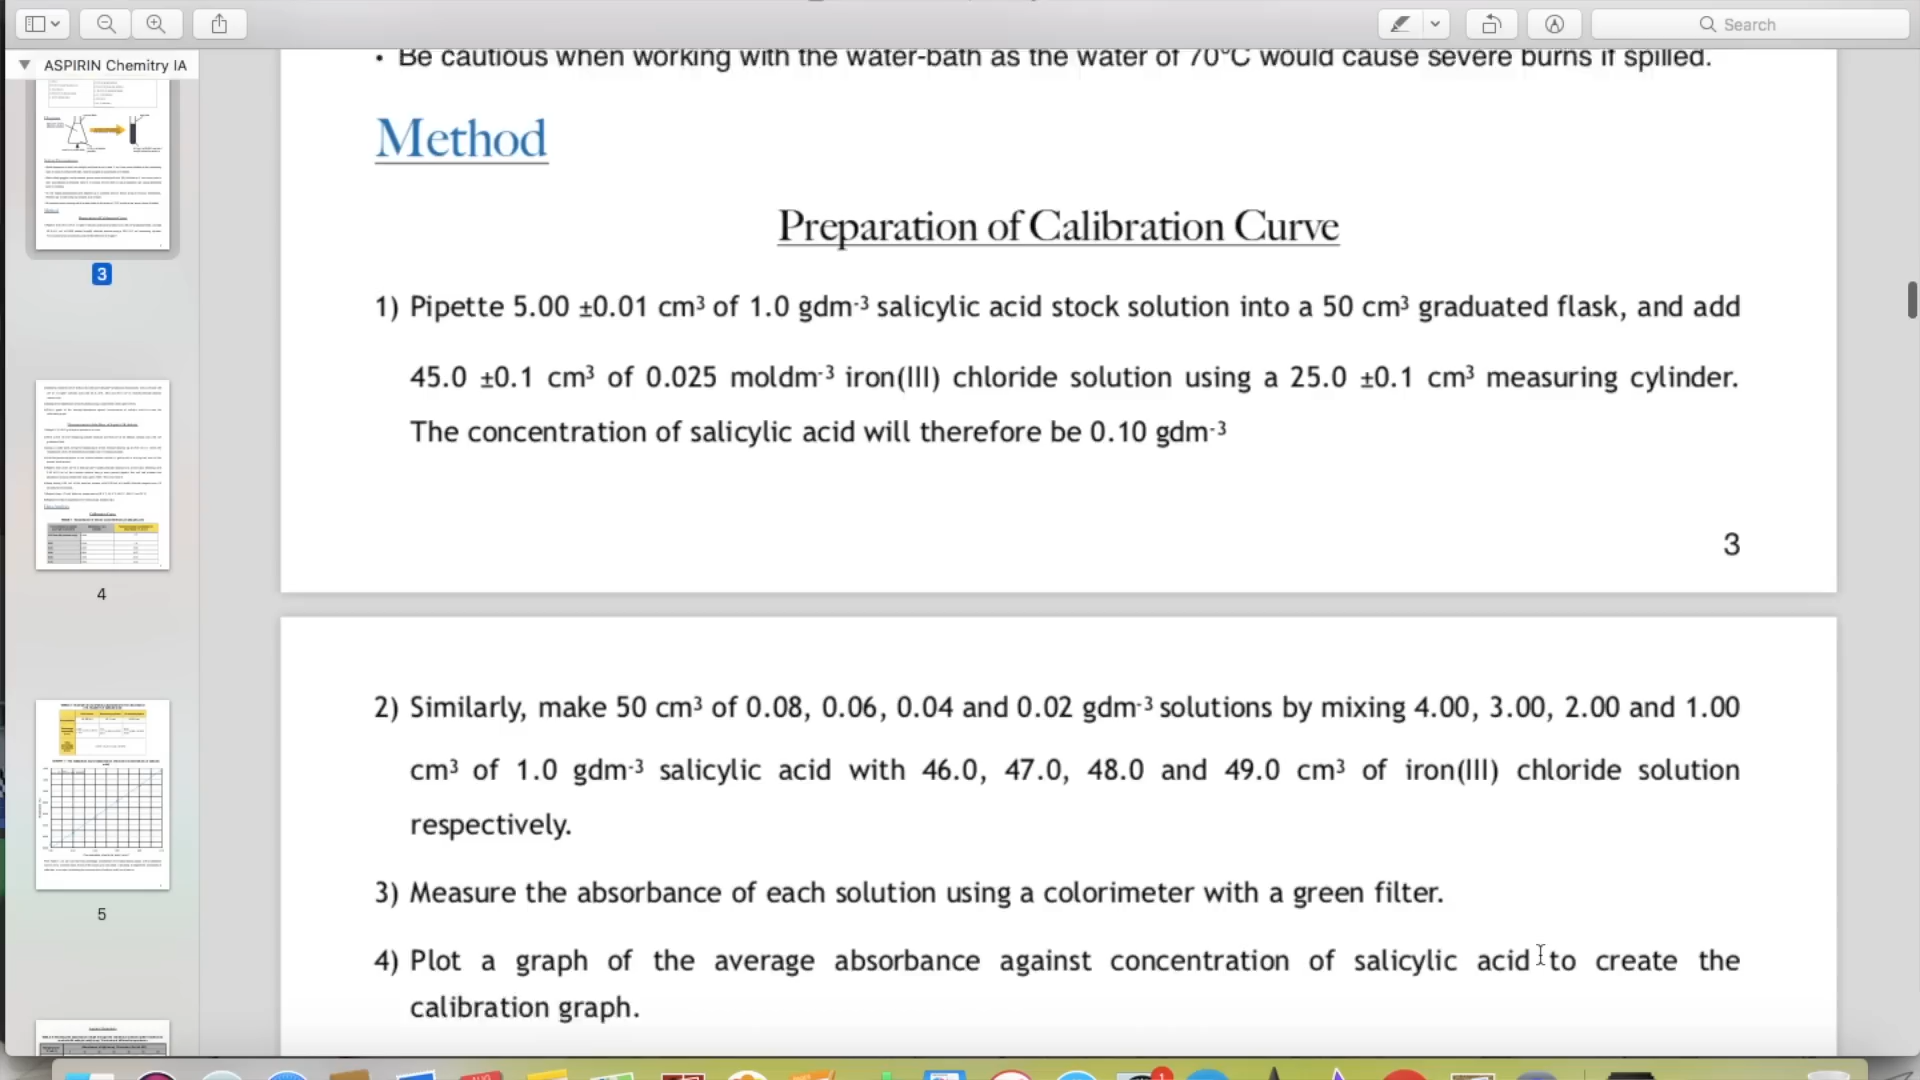 Search
ASPIRIN Chemistry IA
3
4
5
• Be cautious when working with the water-bath as the water of 70°C would cause severe burns if spilled.
Method
Preparation of Calibration Curve
1) Pipette 5.00 ±0.01 cm³ of 1.0 gdm-³ salicylic acid stock solution into a 50 cm³ graduated flask, and add
45.0 ±0.1 cm³ of 0.025 moldm-³ iron(III) chloride solution using a 25.0 ±0.1 cm³ measuring cylinder.
The concentration of salicylic acid will therefore be 0.10 gdm-³
3
2) Similarly, make 50 cm³ of 0.08, 0.06, 0.04 and 0.02 gdm-³ solutions by mixing 4.00, 3.00, 2.00 and 1.00
cm³ of 1.0 gdm-³ salicylic acid with 46.0, 47.0, 48.0 and 49.0 cm³ of iron(III) chloride solution
respectively.
3) Measure the absorbance of each solution using a colorimeter with a green filter.
4) Plot a graph of the average absorbance against concentration of salicylic acid to create the
calibration graph.